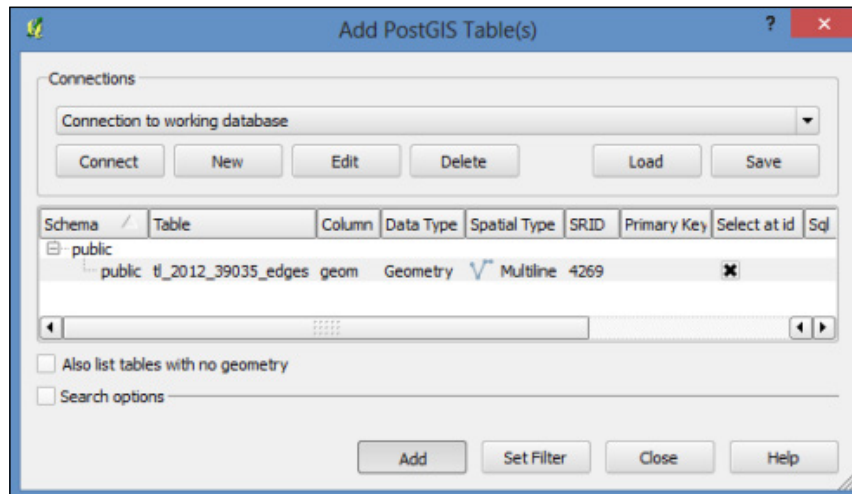 Add PostGIS Table(s)
?
Connections
Connection to working database
Connect New Edit Delete Load Save
Schema Table Column Data Type Spatial Type SRID Primary Key Select at id Sql
public
public tl_2012_39035_edges geom Geometry Multiline 4269
Also list tables with no geometry
Search options
Add Set Filter Close Help